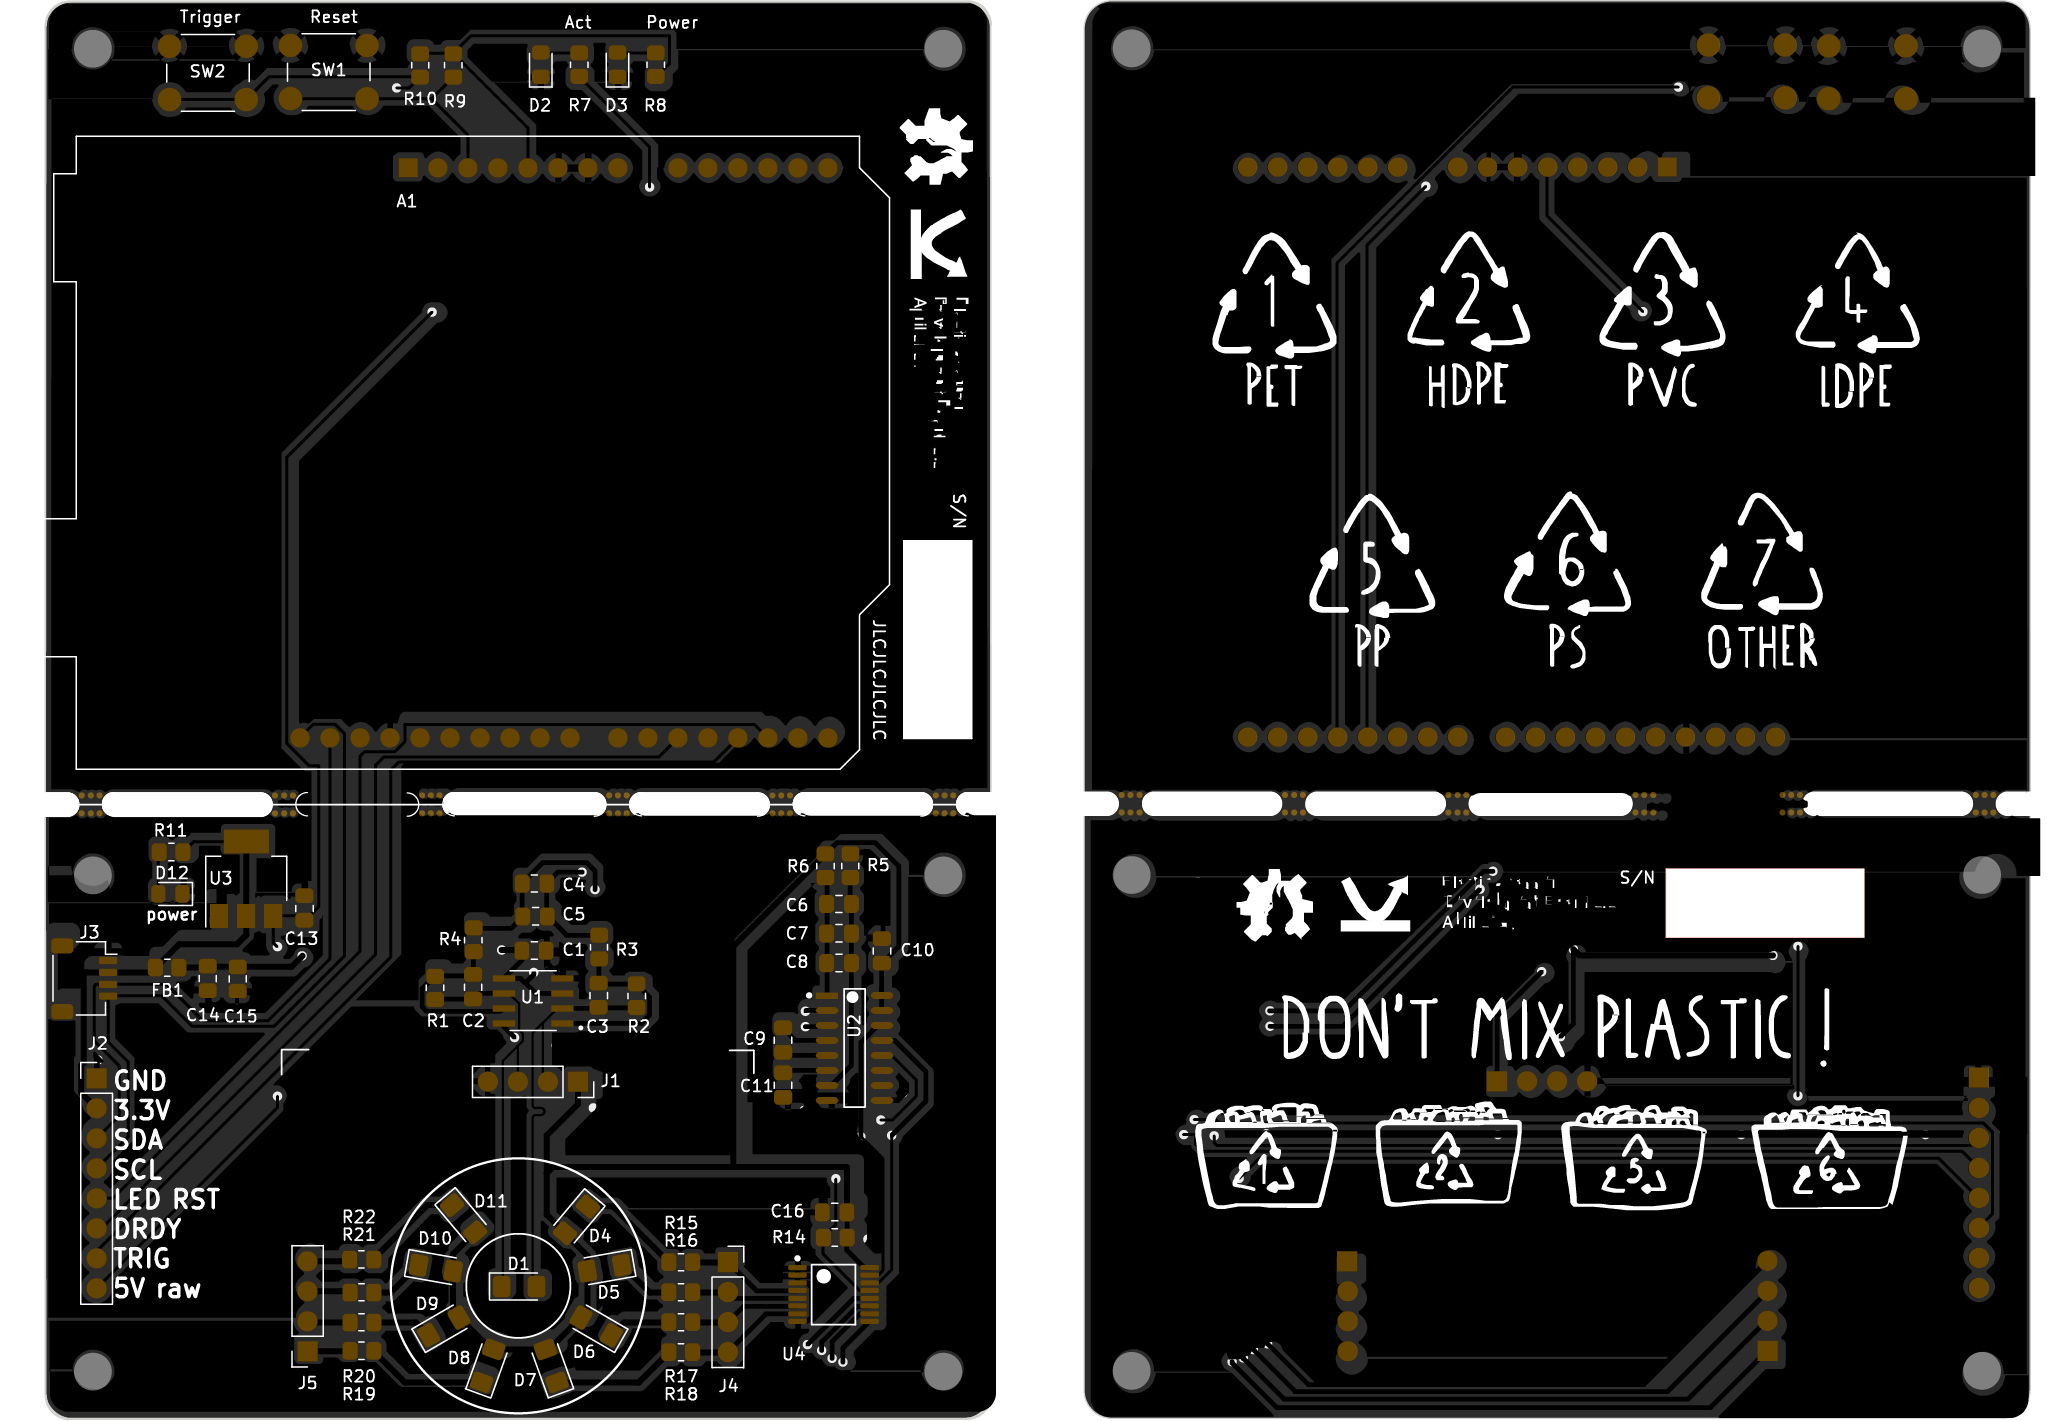 Trigger Reset Act Power
SW2 SW1
R10 R9 D2 R7 D3 R8
A1
S/N
JLCJLCJLCJLC
R11
D12
U3
power
C13
J3
FB1
C14 C15
J2
GND
3.3V
SDA
SCL
LED RST
DRDY
TRIG
5V raw
C4
C5
R4 C1 R3
U1
R1 C2 C3 R2
J1
R6 R5
C6
C7
C8 C10
U2
C9
C11
C16
R14
U4
R22
R21
R20
R19
J5
D11
D10 D4
D1
D9 D5
D8 D6
D7
R15
R16
R17
R18
J4
1 2 3 4
PET HDPE PVC LDPE
5 6 7
PP PS OTHER
S/N
DON'T MIX PLASTIC!
1 2 5 6